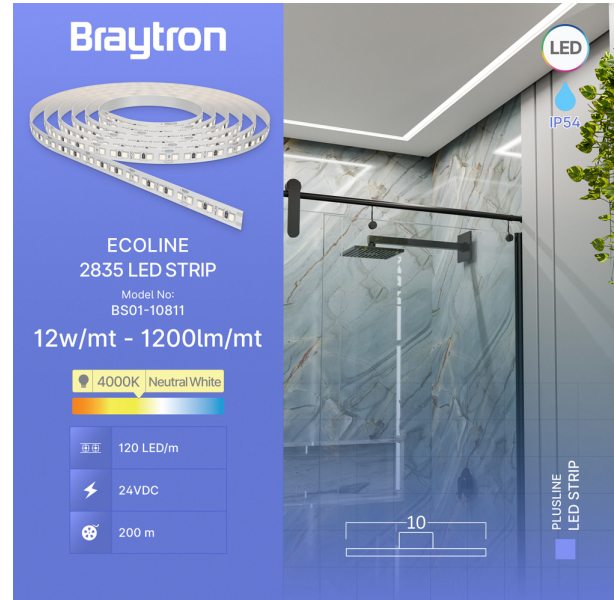 Braytron
ECOLINE
2835 LED STRIP
Model No:
BS01-10811
12w/mt - 1200lm/mt
4000K Neutral White
120 LED/m
24VDC
200 m
LED
IP54
10
PLUSLINE
LED STRIP